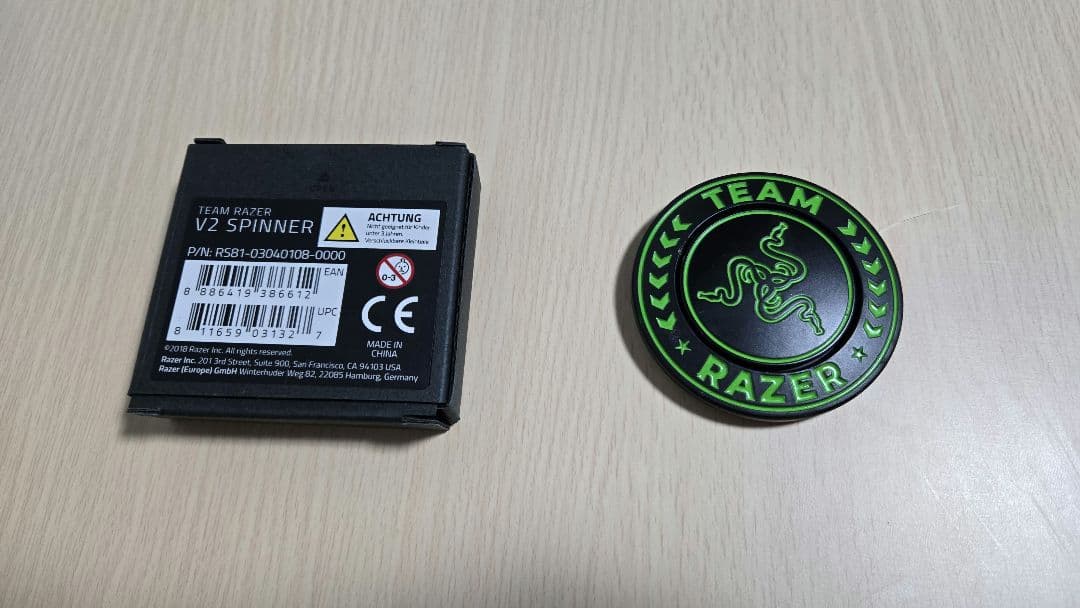 OPEN
TEAM RAZER
V2 SPINNER
ACHTUNG
Nicht geeignet für Kinder
unter 3 Jahren.
Verschluckbare Kleinteile
P/N: RS81-03040108-0000
0-3
EAN
8 886419 386612
UPC
8 11659 03132 7
CE
MADE IN
CHINA
©2018 Razer Inc. All rights reserved.
Razer Inc. 201 3rd Street, Suite 900, San Francisco, CA 94103 USA
Razer (Europe) GmbH Winterhuder Weg 82, 22085 Hamburg, Germany
TEAM
RAZER